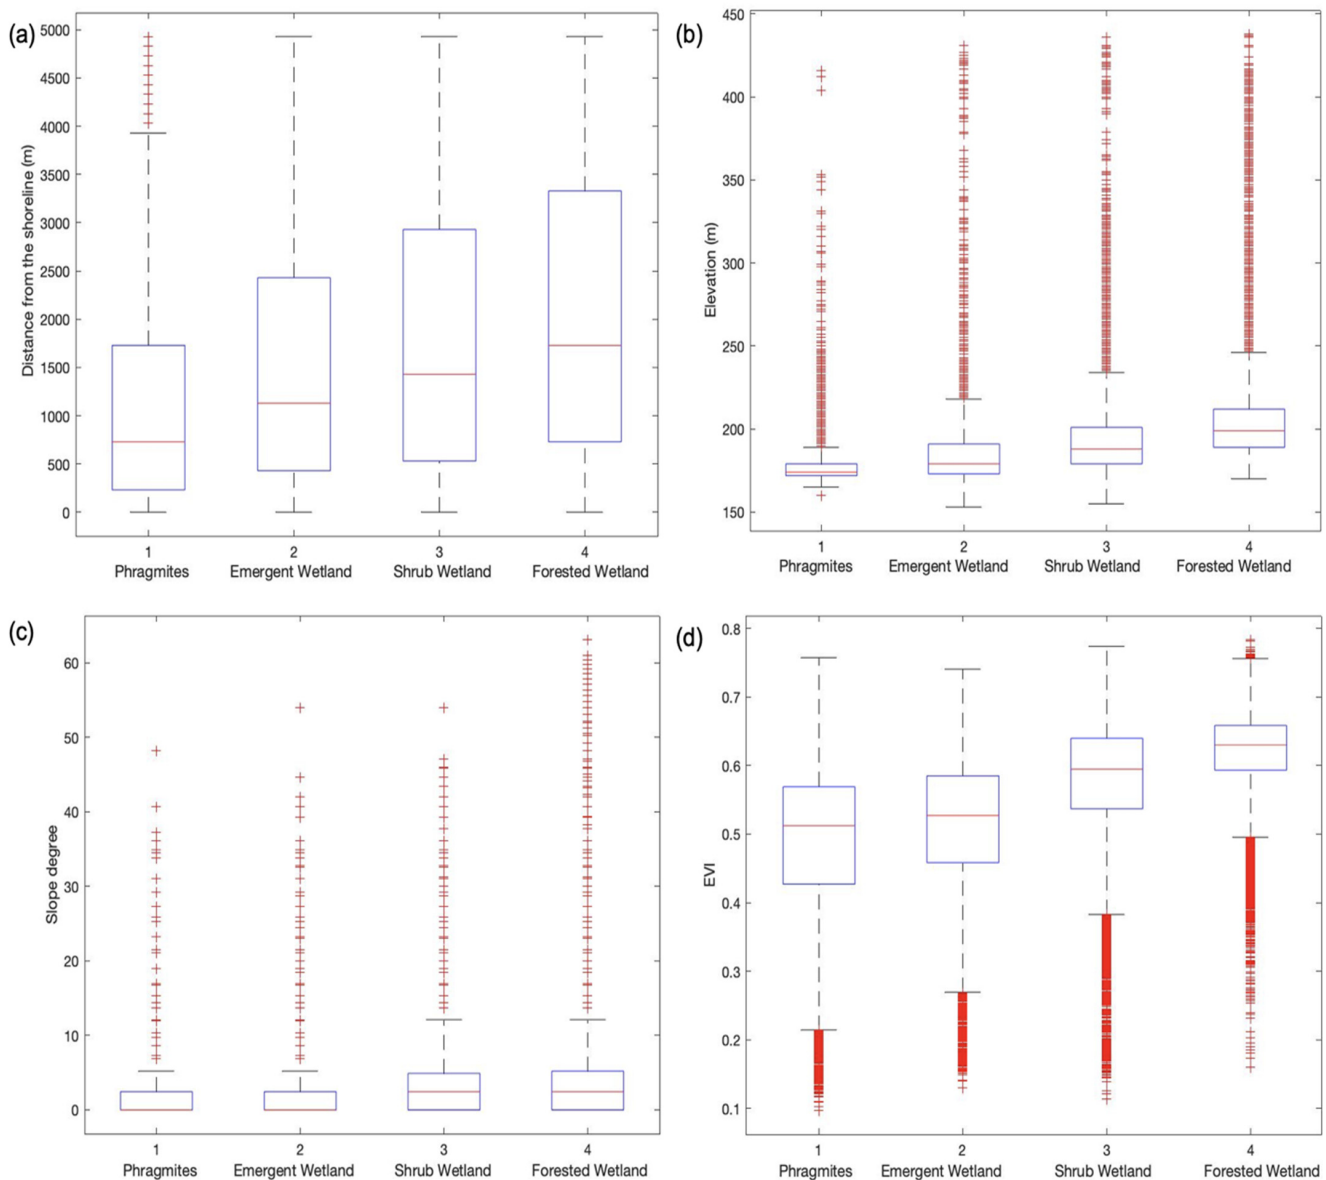 (a)
5000
4500
4000
3500
3000
2500
2000
1500
1000
500
0
Distance from the shoreline (m)
1 2 3 4
Phragmites Emergent Wetland Shrub Wetland Forested Wetland
(b)
450
400
350
300
250
200
150
Elevation (m)
1 2 3 4
Phragmites Emergent Wetland Shrub Wetland Forested Wetland
(c)
60
50
40
30
20
10
0
Slope degree
1 2 3 4
Phragmites Emergent Wetland Shrub Wetland Forested Wetland
(d)
0.8
0.7
0.6
0.5
0.4
0.3
0.2
0.1
EVI
1 2 3 4
Phragmites Emergent Wetland Shrub Wetland Forested Wetland